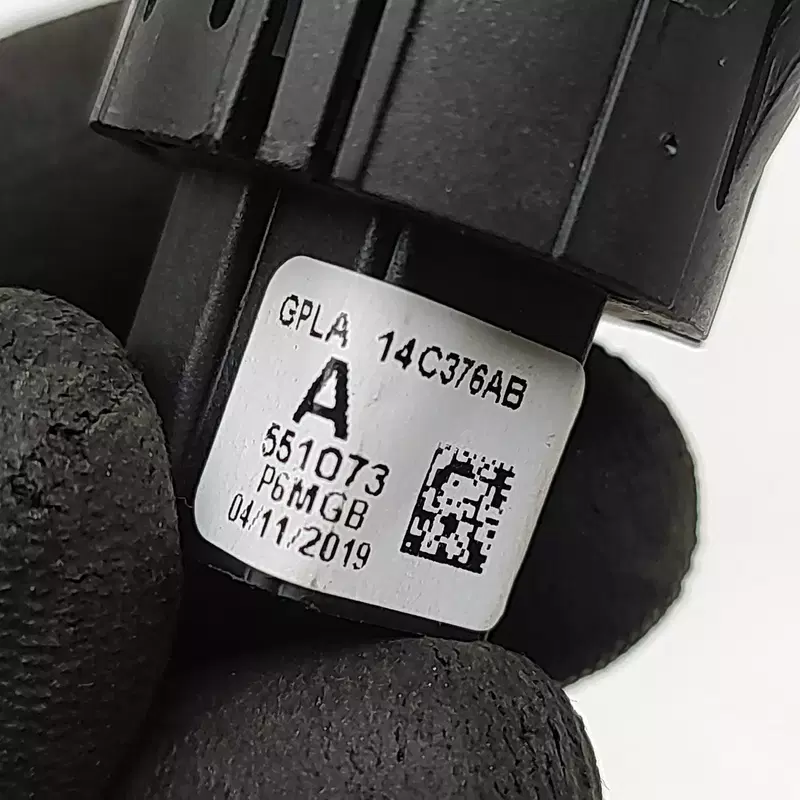 GPLA 14C376AB
A
551073
P6MGB
04/11/2019